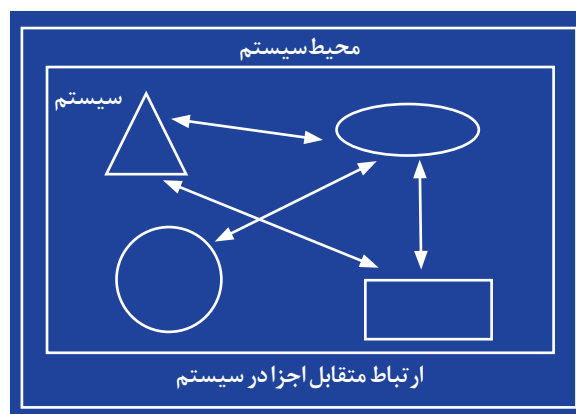 محیط سیستم
سیستم
ارتباط متقابل اجزا در سیستم